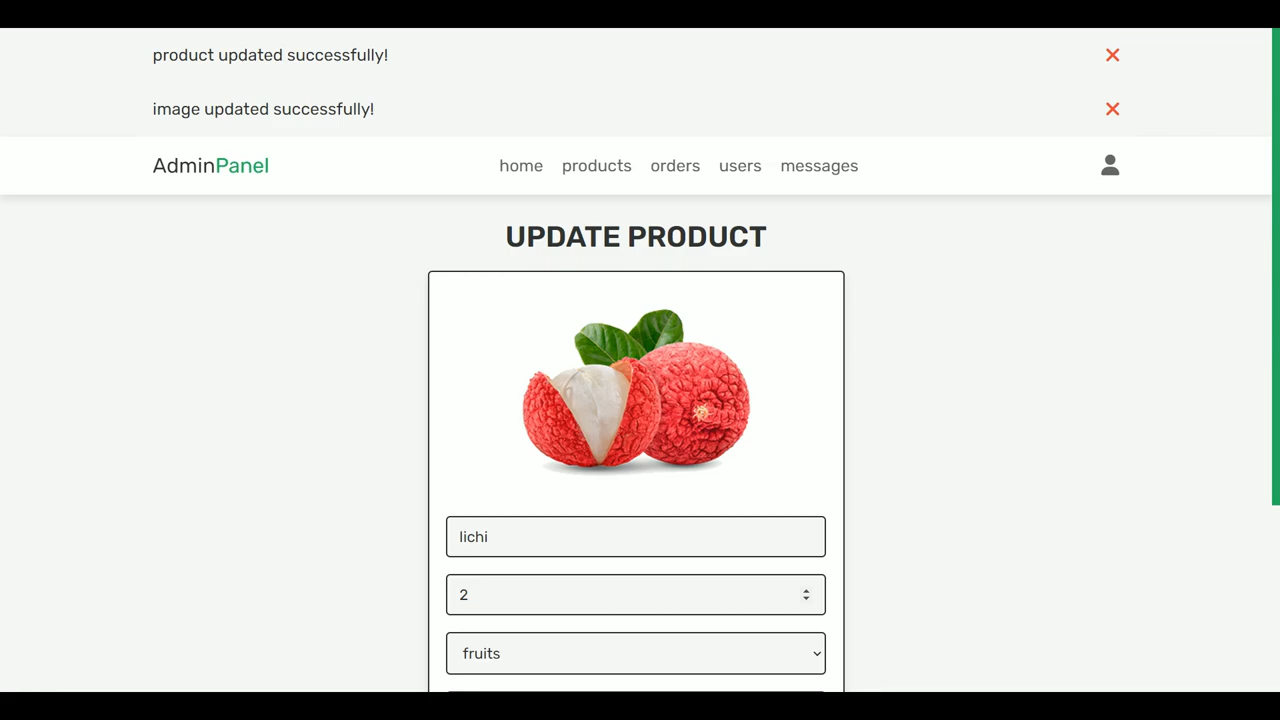 product updated successfully!
image updated successfully!
AdminPanel home products orders users messages
UPDATE PRODUCT
lichi
2
fruits